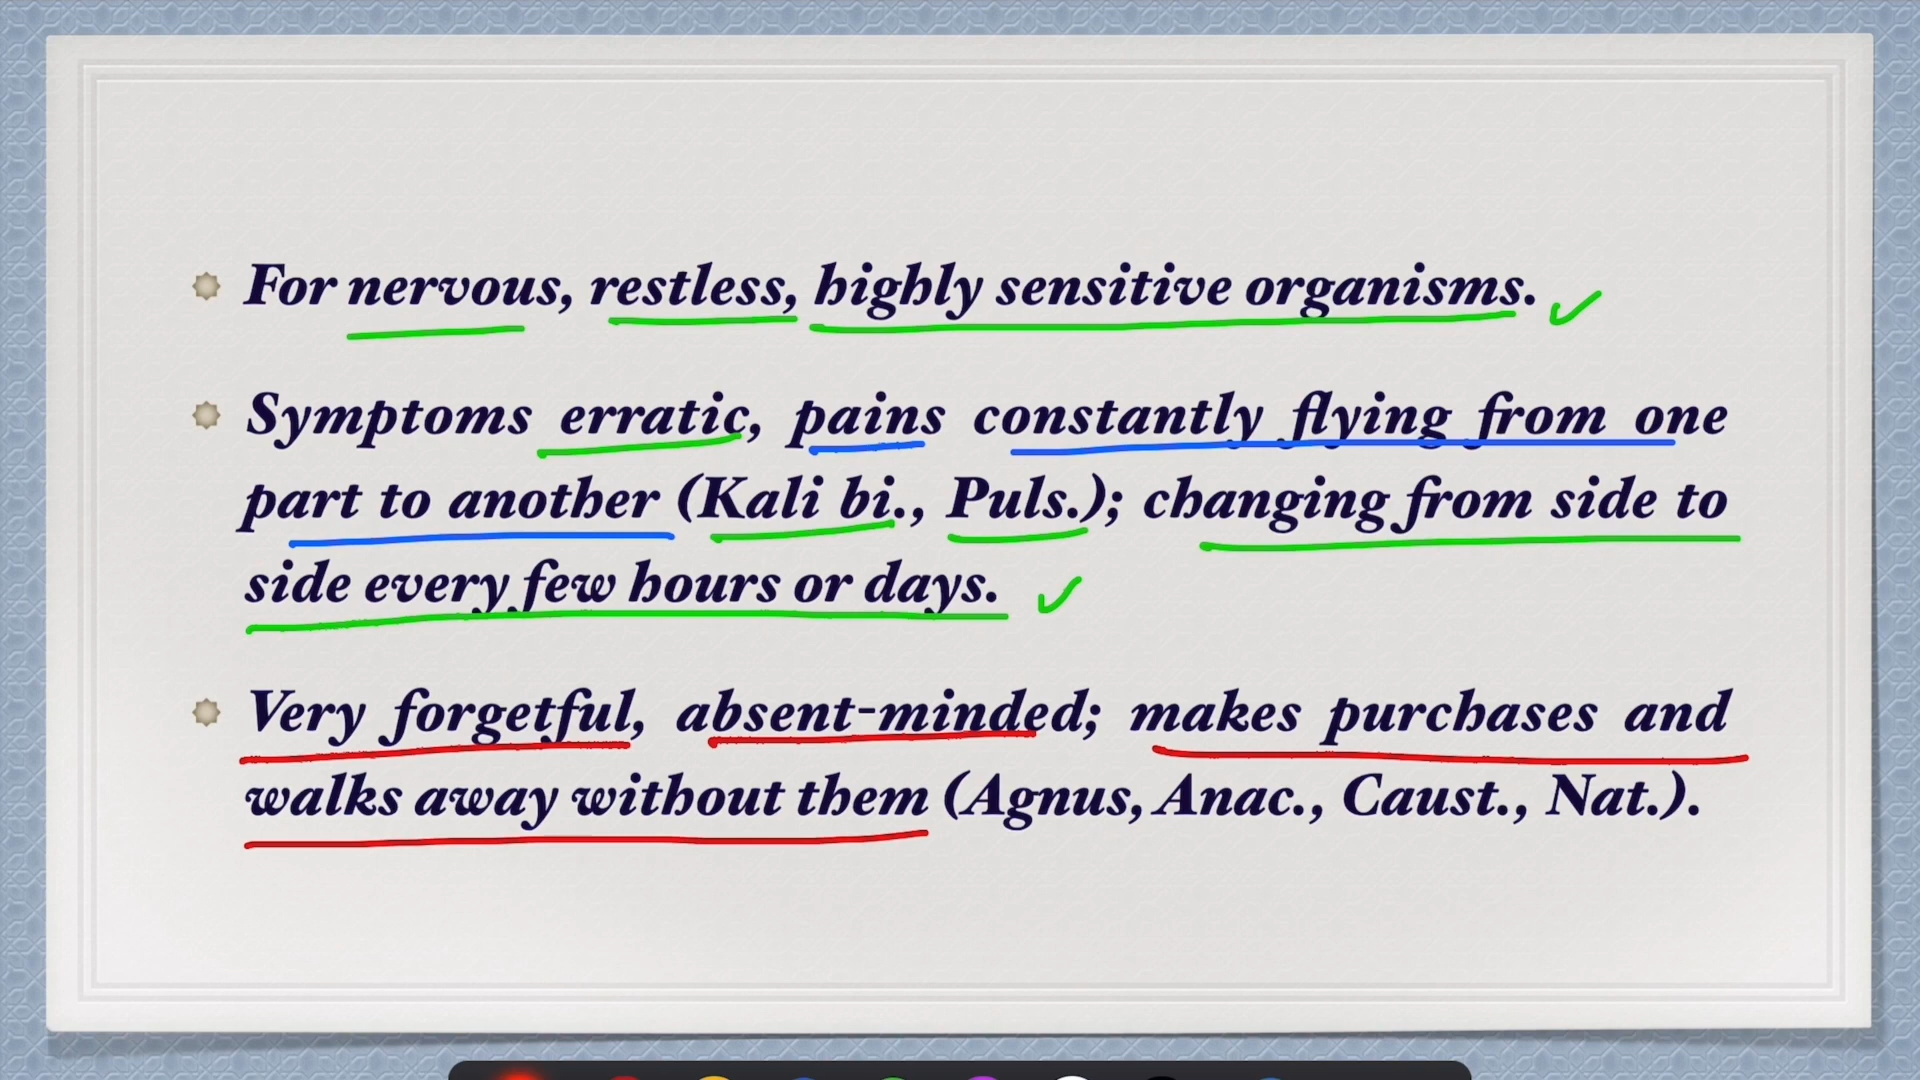 For nervous, restless, highly sensitive organisms.
Symptoms erratic, pains constantly flying from one
part to another (Kali bi., Puls.); changing from side to
side every few hours or days.
Very forgetful, absent-minded; makes purchases and
walks away without them (Agnus, Anac., Caust., Nat.).